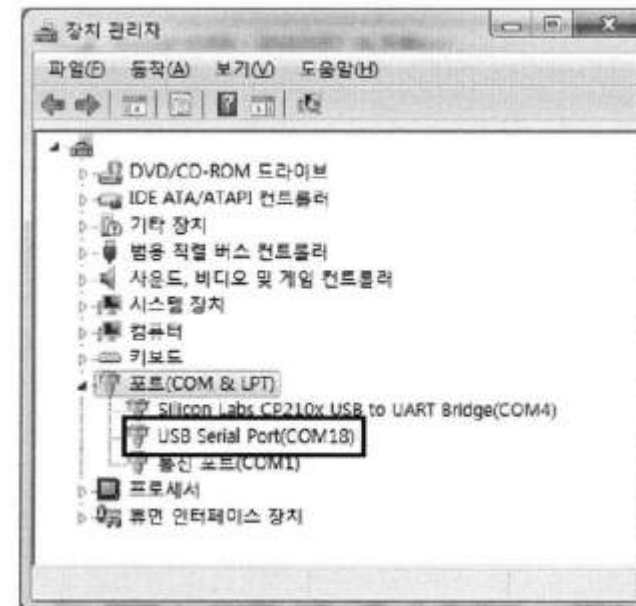 장치 관리자
파일(F) 동작(A) 보기(V) 도움말(H)
DVD/CD-ROM 드라이브
IDE ATA/ATAPI 컨트롤러
기타 장치
범용 직렬 버스 컨트롤러
사운드, 비디오 및 게임 컨트롤러
시스템 장치
컴퓨터
키보드
포트(COM & LPT)
Silicon Labs CP210x USB to UART Bridge(COM4)
USB Serial Port(COM18)
통신 포트(COM1)
프로세서
휴먼 인터페이스 장치